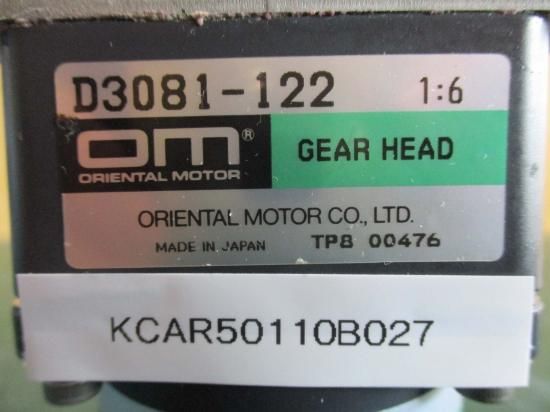 D3081-122 1:6
om® GEAR HEAD
ORIENTAL MOTOR
ORIENTAL MOTOR CO., LTD.
MADE IN JAPAN TP8 00476
KCAR50110B027